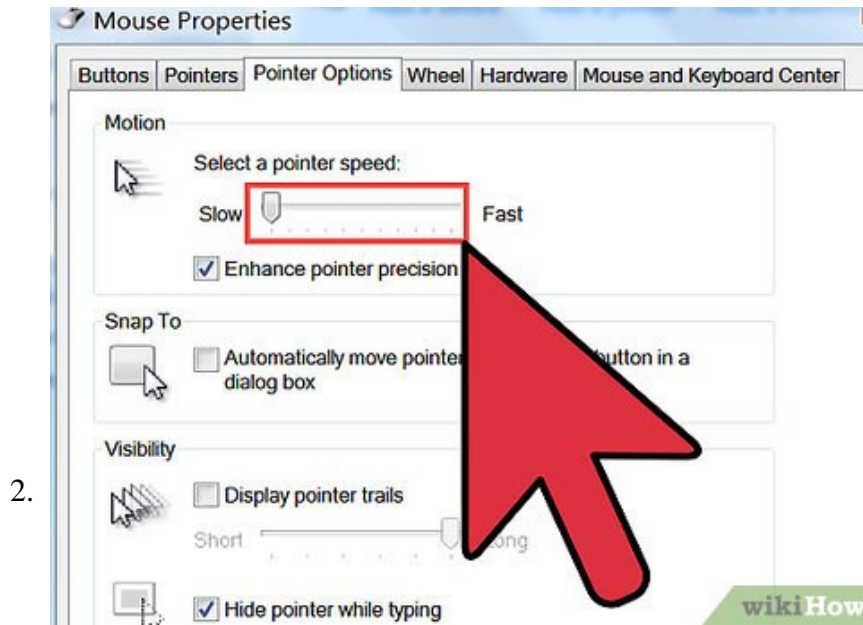 Mouse Properties
Buttons Pointers Pointer Options Wheel Hardware Mouse and Keyboard Center
Motion
Select a pointer speed:
Slow Fast
Enhance pointer precision
Snap To
Automatically move pointer button in a
dialog box
Visibility
2.
Display pointer trails
Short
Hide pointer while typing
wikiHow